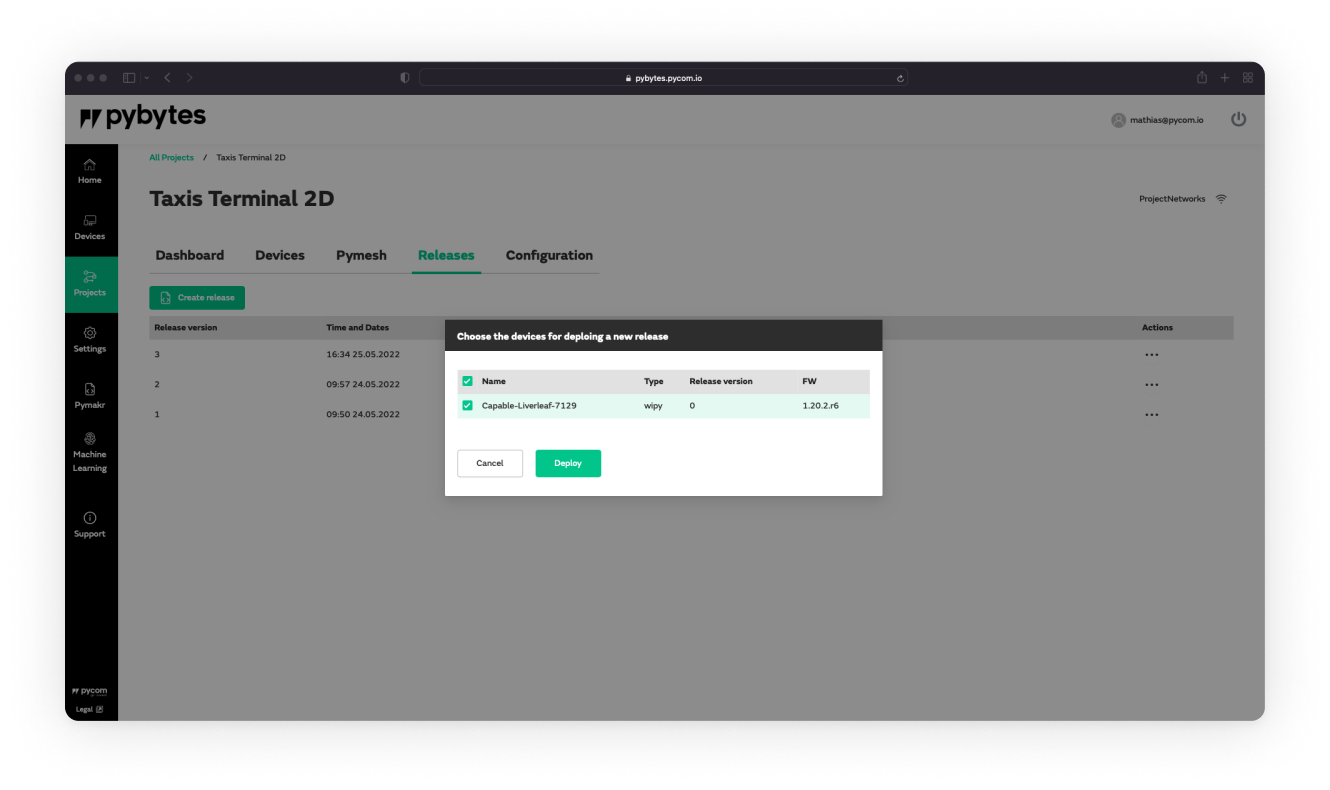 pybytes.pycom.io
pybytes
mathias@pycom.io
All Projects / Taxis Terminal 2D
Home
Taxis Terminal 2D
ProjectNetworks
Devices
Dashboard Devices Pymesh Releases Configuration
Projects
Create release
Release version Time and Dates Actions
Choose the devices for deploing a new release
Settings
3 16:34 25.05.2022
Name Type Release version FW
2 09:57 24.05.2022
Capable-Liverleaf-7129 wipy 0 1.20.2.r6
Pymakr
1 09:50 24.05.2022
Machine
Learning
Cancel Deploy
Support
pycom
Legal